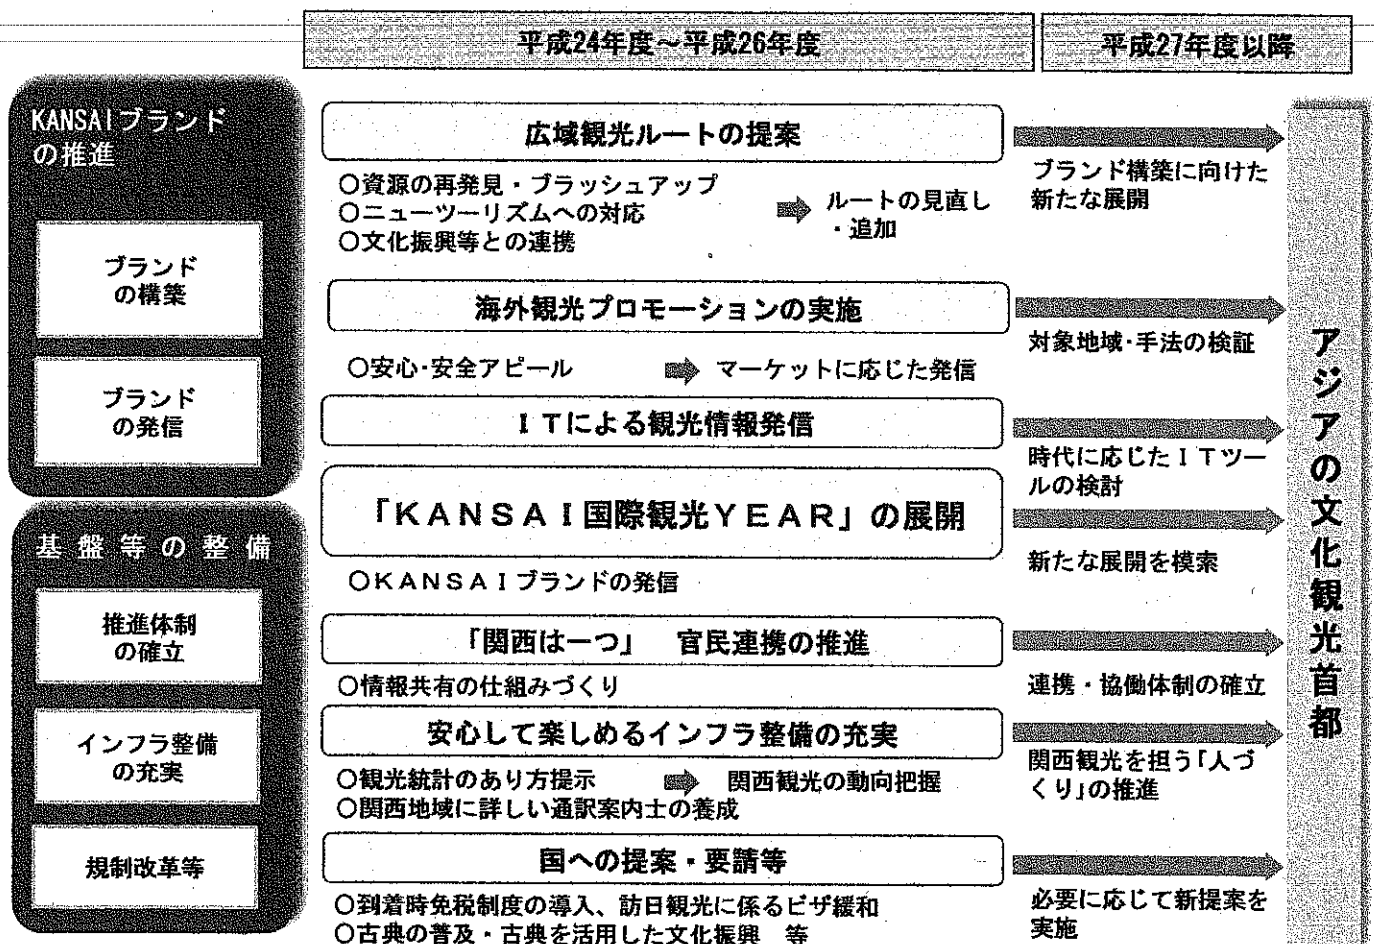 平成24年度～平成26年度
平成27年度以降
KANSAIブランド
の推進
ブランド
の構築
ブランド
の発信
基盤等の整備
推進体制
の確立
インフラ整備
の充実
規制改革等
広域観光ルートの提案
○資源の再発見・ブラッシュアップ
○ニューツーリズムへの対応
○文化振興等との連携
ルートの見直し
・追加
ブランド構築に向けた
新たな展開
海外観光プロモーションの実施
○安心・安全アピール
マーケットに応じた発信
対象地域・手法の検証
ＩＴによる観光情報発信
時代に応じたＩＴツー
ルの検討
「ＫＡＮＳＡＩ国際観光ＹＥＡＲ」の展開
○ＫＡＮＳＡＩブランドの発信
新たな展開を模索
「関西は一つ」　官民連携の推進
○情報共有の仕組みづくり
連携・協働体制の確立
安心して楽しめるインフラ整備の充実
○観光統計のあり方提示
関西観光の動向把握
○関西地域に詳しい通訳案内士の養成
関西観光を担う「人づ
くり」の推進
国への提案・要請等
○到着時免税制度の導入、訪日観光に係るビザ緩和
○古典の普及・古典を活用した文化振興　等
必要に応じて新提案を
実施
アジアの文化観光首都